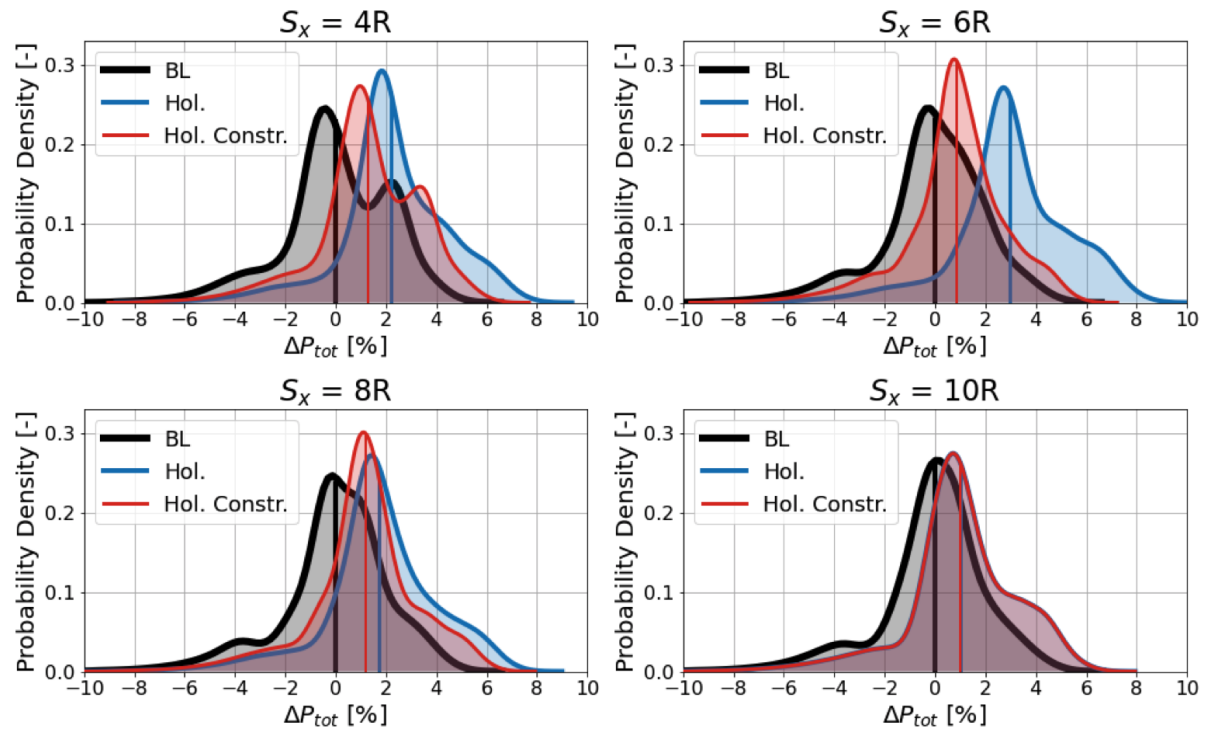 S_x = 4R
Probability Density [-]
0.3
0.2
0.1
0.0
BL
Hol.
Hol. Constr.
−10 −8 −6 −4 −2 0 2 4 6 8 10
ΔP_tot [%]
S_x = 6R
Probability Density [-]
0.3
0.2
0.1
0.0
BL
Hol.
Hol. Constr.
−10 −8 −6 −4 −2 0 2 4 6 8 10
ΔP_tot [%]
S_x = 8R
Probability Density [-]
0.3
0.2
0.1
0.0
BL
Hol.
Hol. Constr.
−10 −8 −6 −4 −2 0 2 4 6 8 10
ΔP_tot [%]
S_x = 10R
Probability Density [-]
0.3
0.2
0.1
0.0
BL
Hol.
Hol. Constr.
−10 −8 −6 −4 −2 0 2 4 6 8 10
ΔP_tot [%]